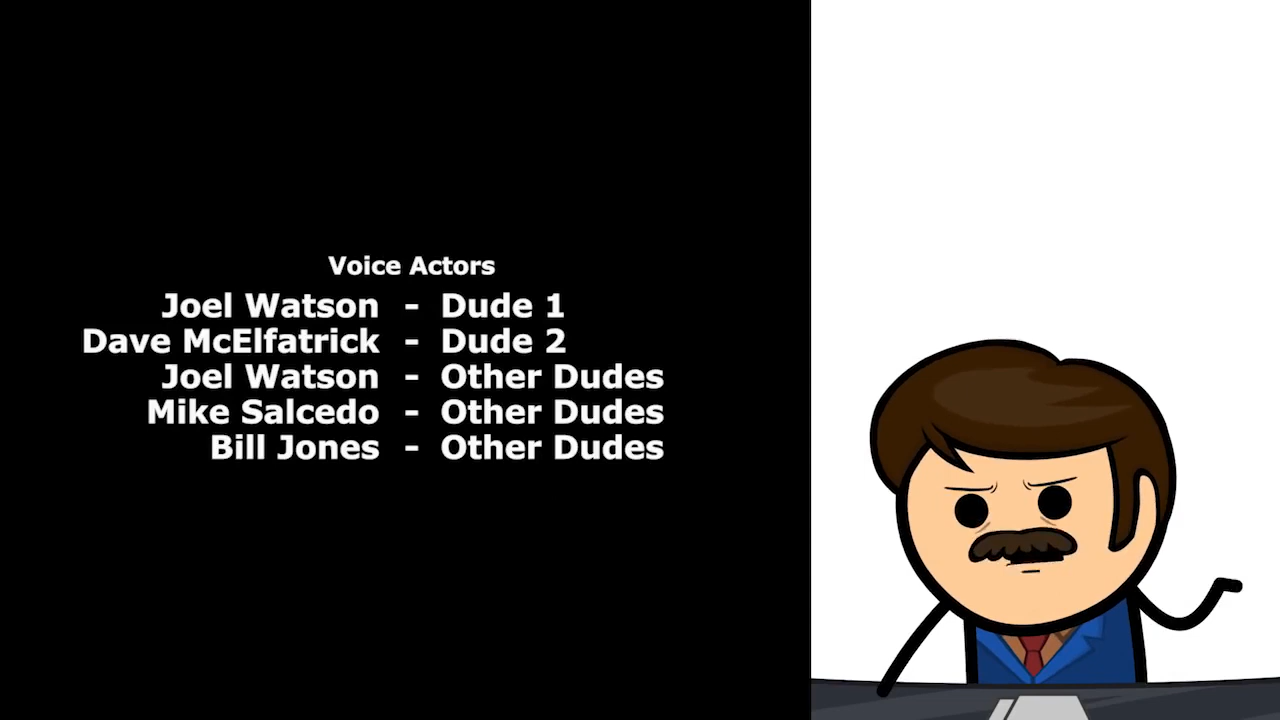 Voice Actors
Joel Watson - Dude 1
Dave McElfatrick - Dude 2
Joel Watson - Other Dudes
Mike Salcedo - Other Dudes
Bill Jones - Other Dudes